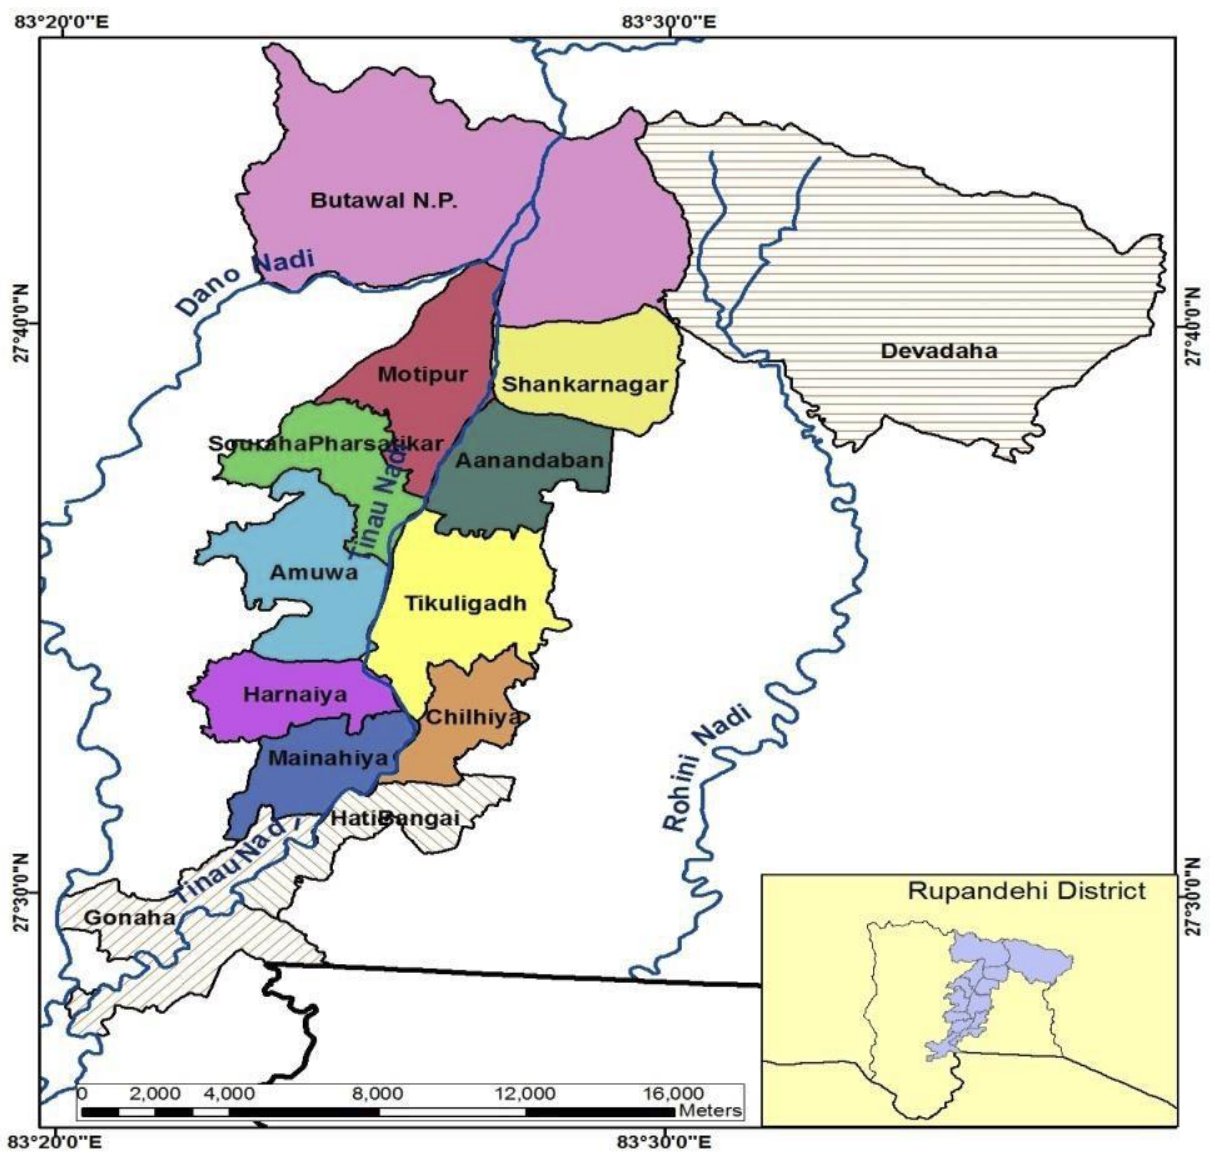 83°20'0"E 83°30'0"E
Butawal N.P.
Dano Nadi
27°40'0"N 27°40'0"N
Devadaha
Motipur
Shankarnagar
SourahaPharsatikar
Aanandaban
Tinau Nadi
Amuwa
Tikuligadh
Harnaiya
Chilhiya
Rohini Nadi
Mainahiya
HatiBangai
Tinau Nadi
27°30'0"N 27°30'0"N
Rupandehi District
Gonaha
0 2,000 4,000 8,000 12,000 16,000
Meters
83°20'0"E 83°30'0"E